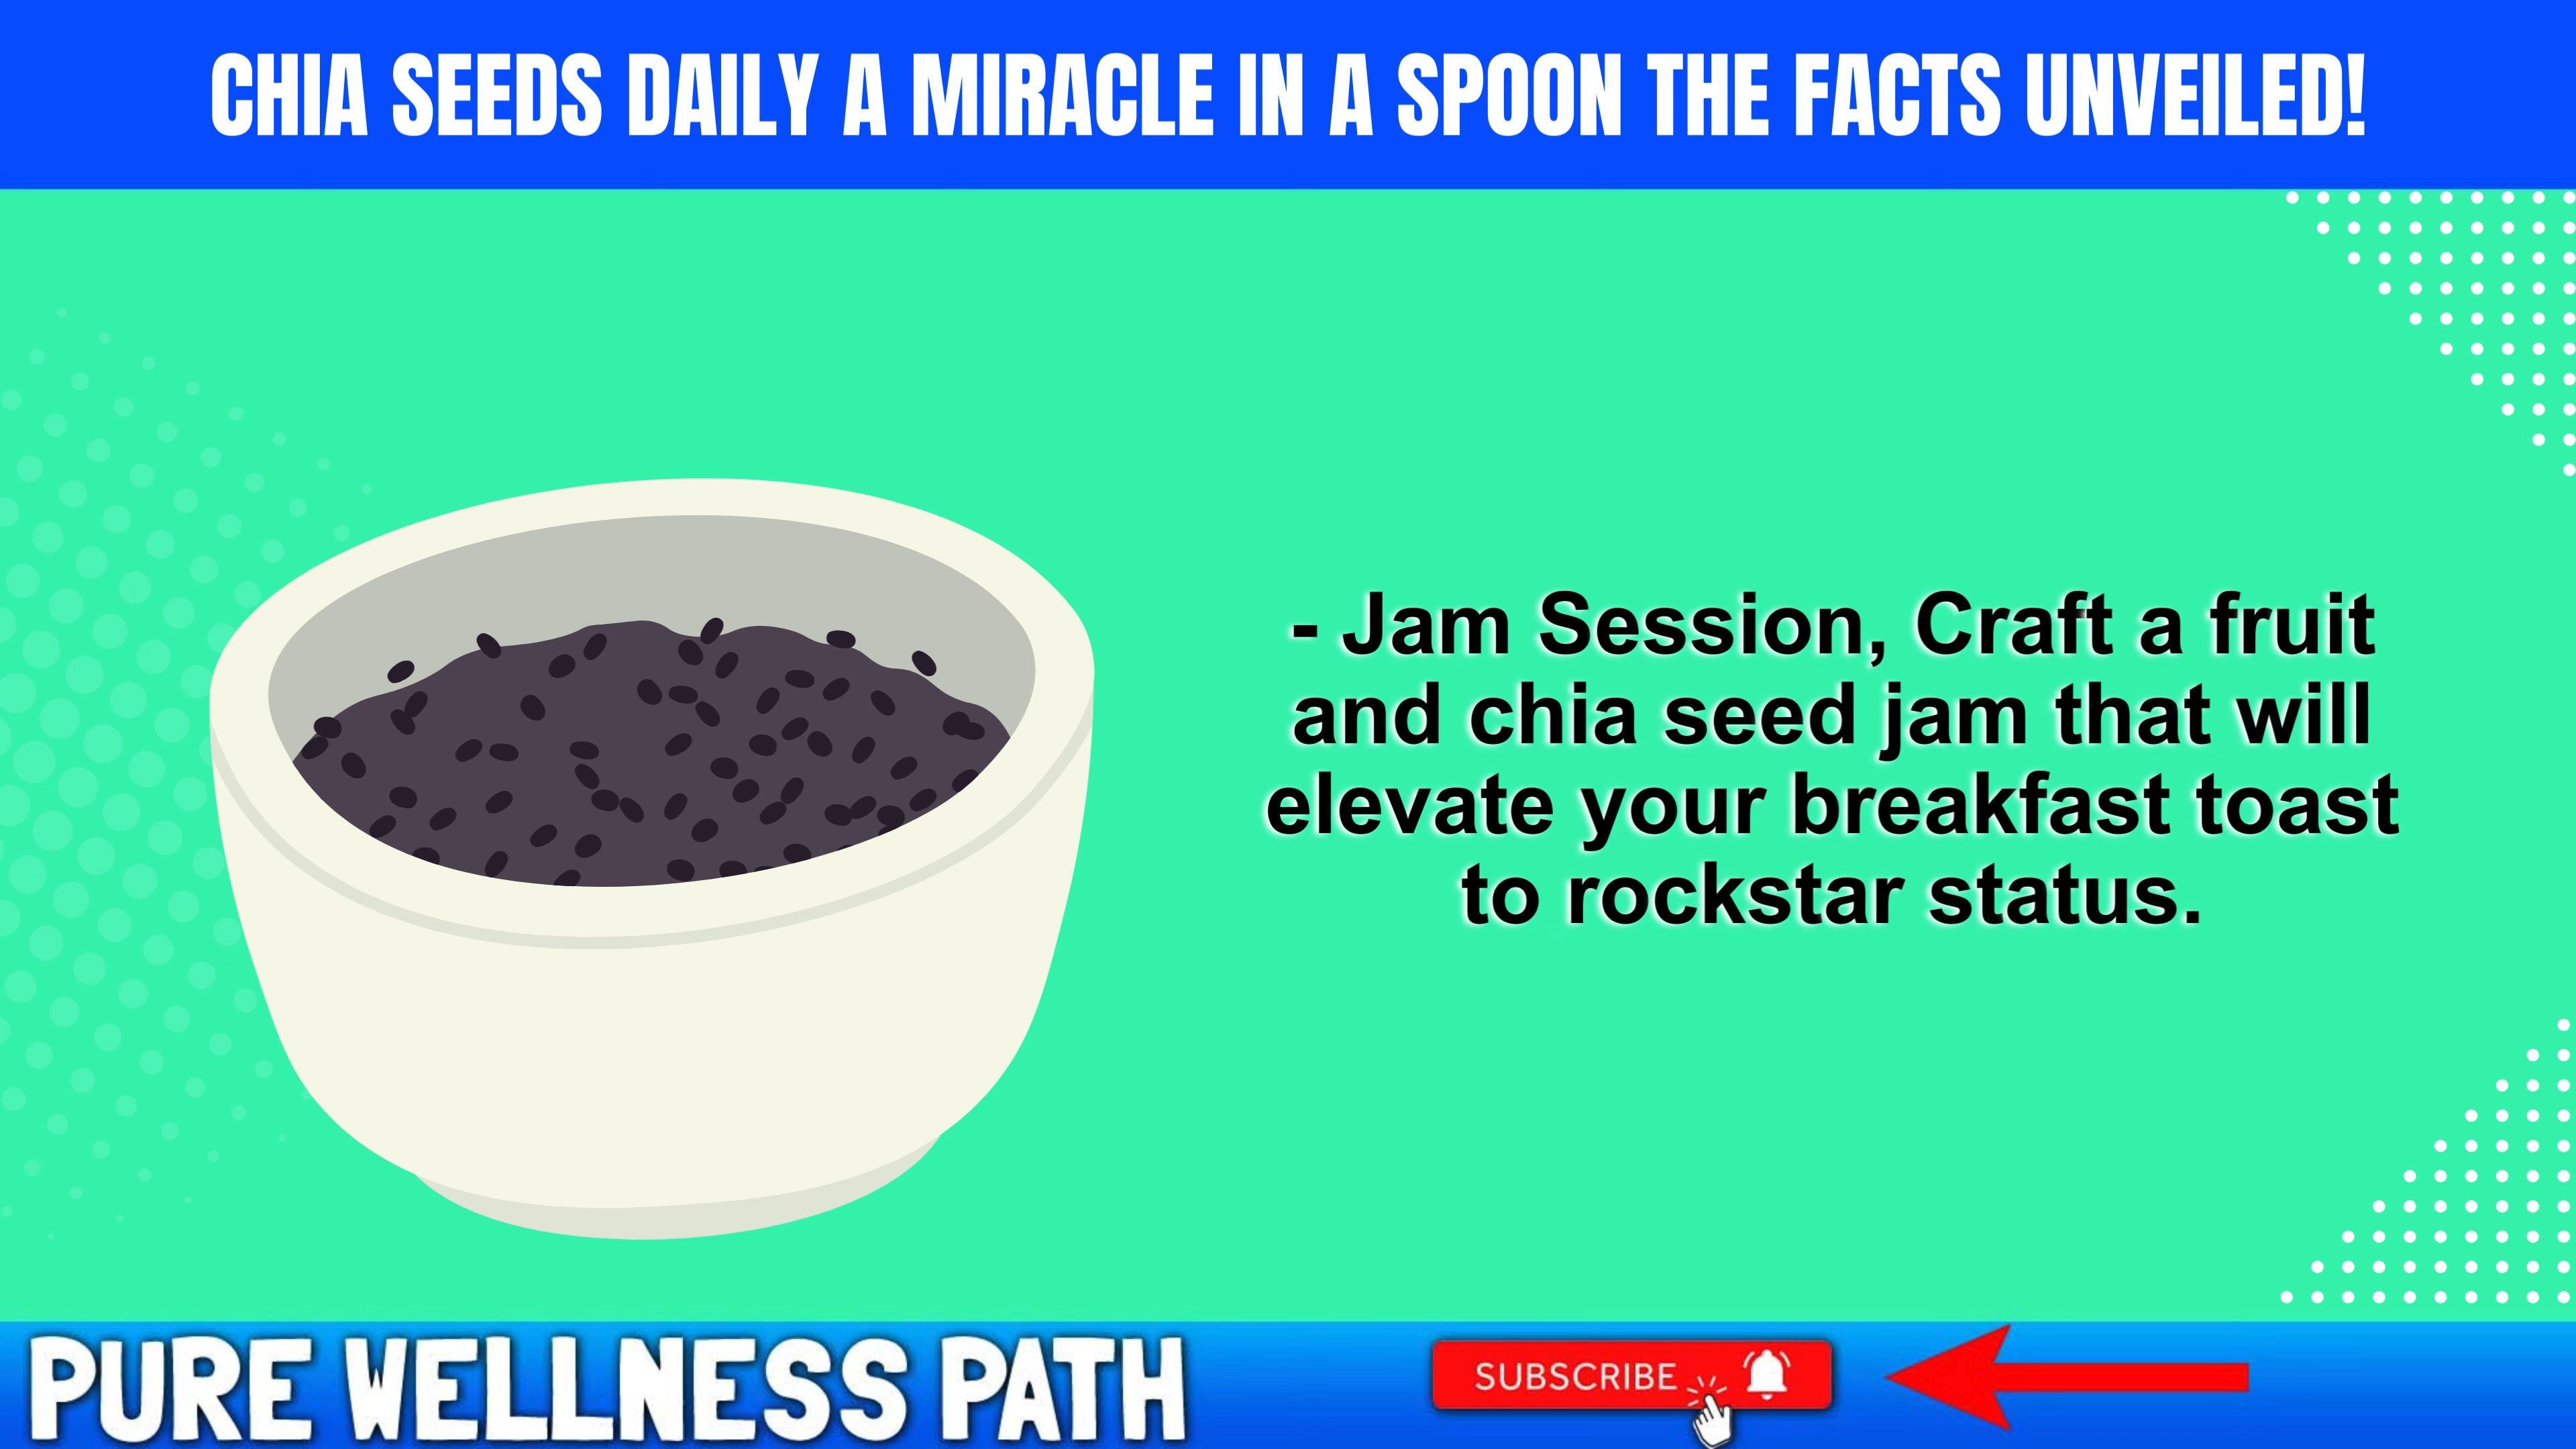 CHIA SEEDS DAILY A MIRACLE IN A SPOON THE FACTS UNVEILED!
- Jam Session, Craft a fruit
and chia seed jam that will
elevate your breakfast toast
to rockstar status.
PURE WELLNESS PATH
SUBSCRIBE